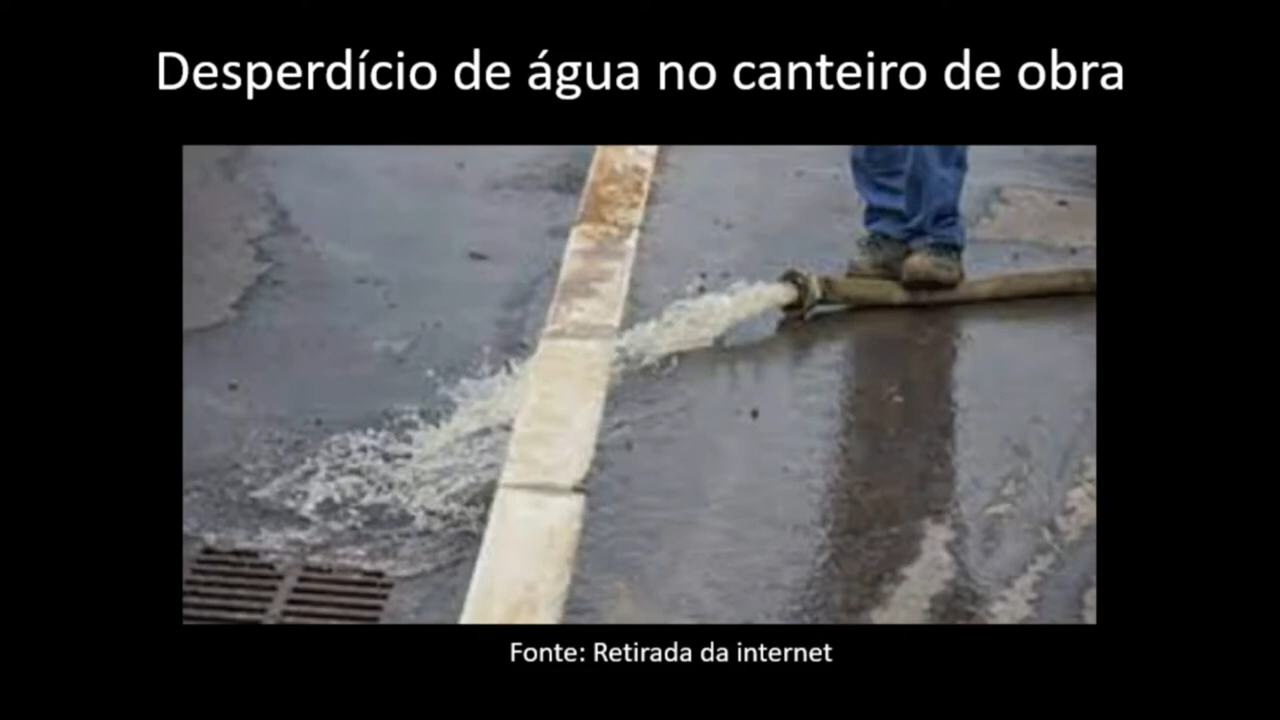 Desperdício de água no canteiro de obra
Fonte: Retirada da internet